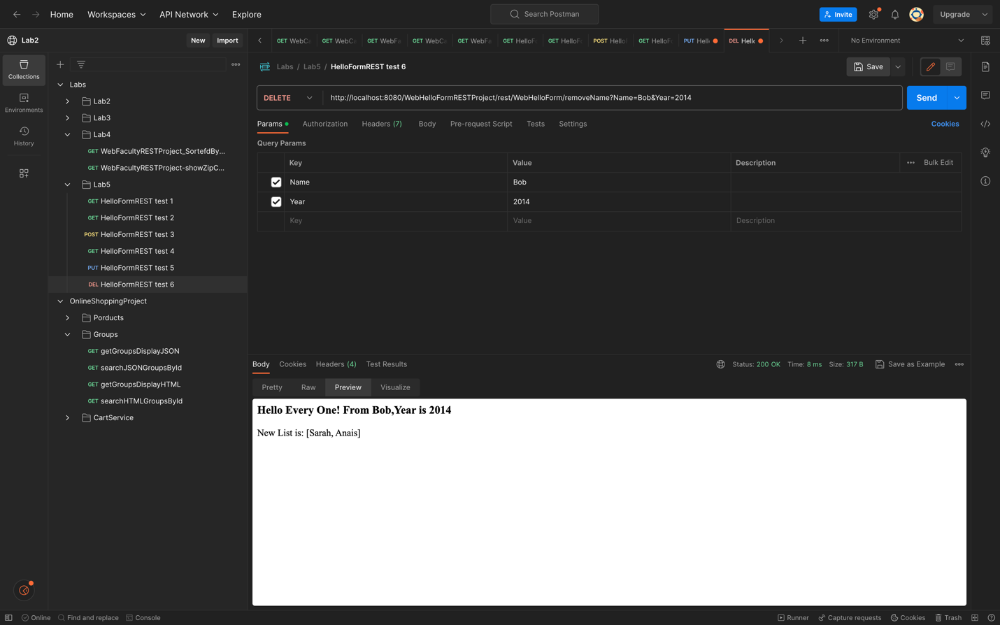 Home Workspaces API Network Explore Search Postman Invite Upgrade
Lab2 New Import GET WebCa GET WebCa GET WebFa GET WebCa GET WebFa GET HelloF GET HelloF POST Hello GET HelloF PUT Hello DEL Hello No Environment
Collections
Environments
History
Labs
Lab2
Lab3
Lab4
GET WebFacultyRESTProject_SortefdBy...
GET WebFacultyRESTProject-showZipC...
Lab5
GET HelloFormREST test 1
GET HelloFormREST test 2
POST HelloFormREST test 3
GET HelloFormREST test 4
PUT HelloFormREST test 5
DEL HelloFormREST test 6
OnlineShoppingProject
Porducts
Groups
GET getGroupsDisplayJSON
GET searchJSONGroupsById
GET getGroupsDisplayHTML
GET searchHTMLGroupsById
CartService
HTTP Labs / Lab5 / HelloFormREST test 6 Save
DELETE http://localhost:8080/WebHelloFormRESTProject/rest/WebHelloForm/removeName?Name=Bob&Year=2014 Send
Params Authorization Headers (7) Body Pre-request Script Tests Settings Cookies
Query Params
Key Value Description Bulk Edit
Name Bob
Year 2014
Key Value Description
Body Cookies Headers (4) Test Results Status: 200 OK Time: 8 ms Size: 317 B Save as Example
Pretty Raw Preview Visualize
Hello Every One! From Bob,Year is 2014
New List is: [Sarah, Anais]
Online Find and replace Console Runner Capture requests Cookies Trash